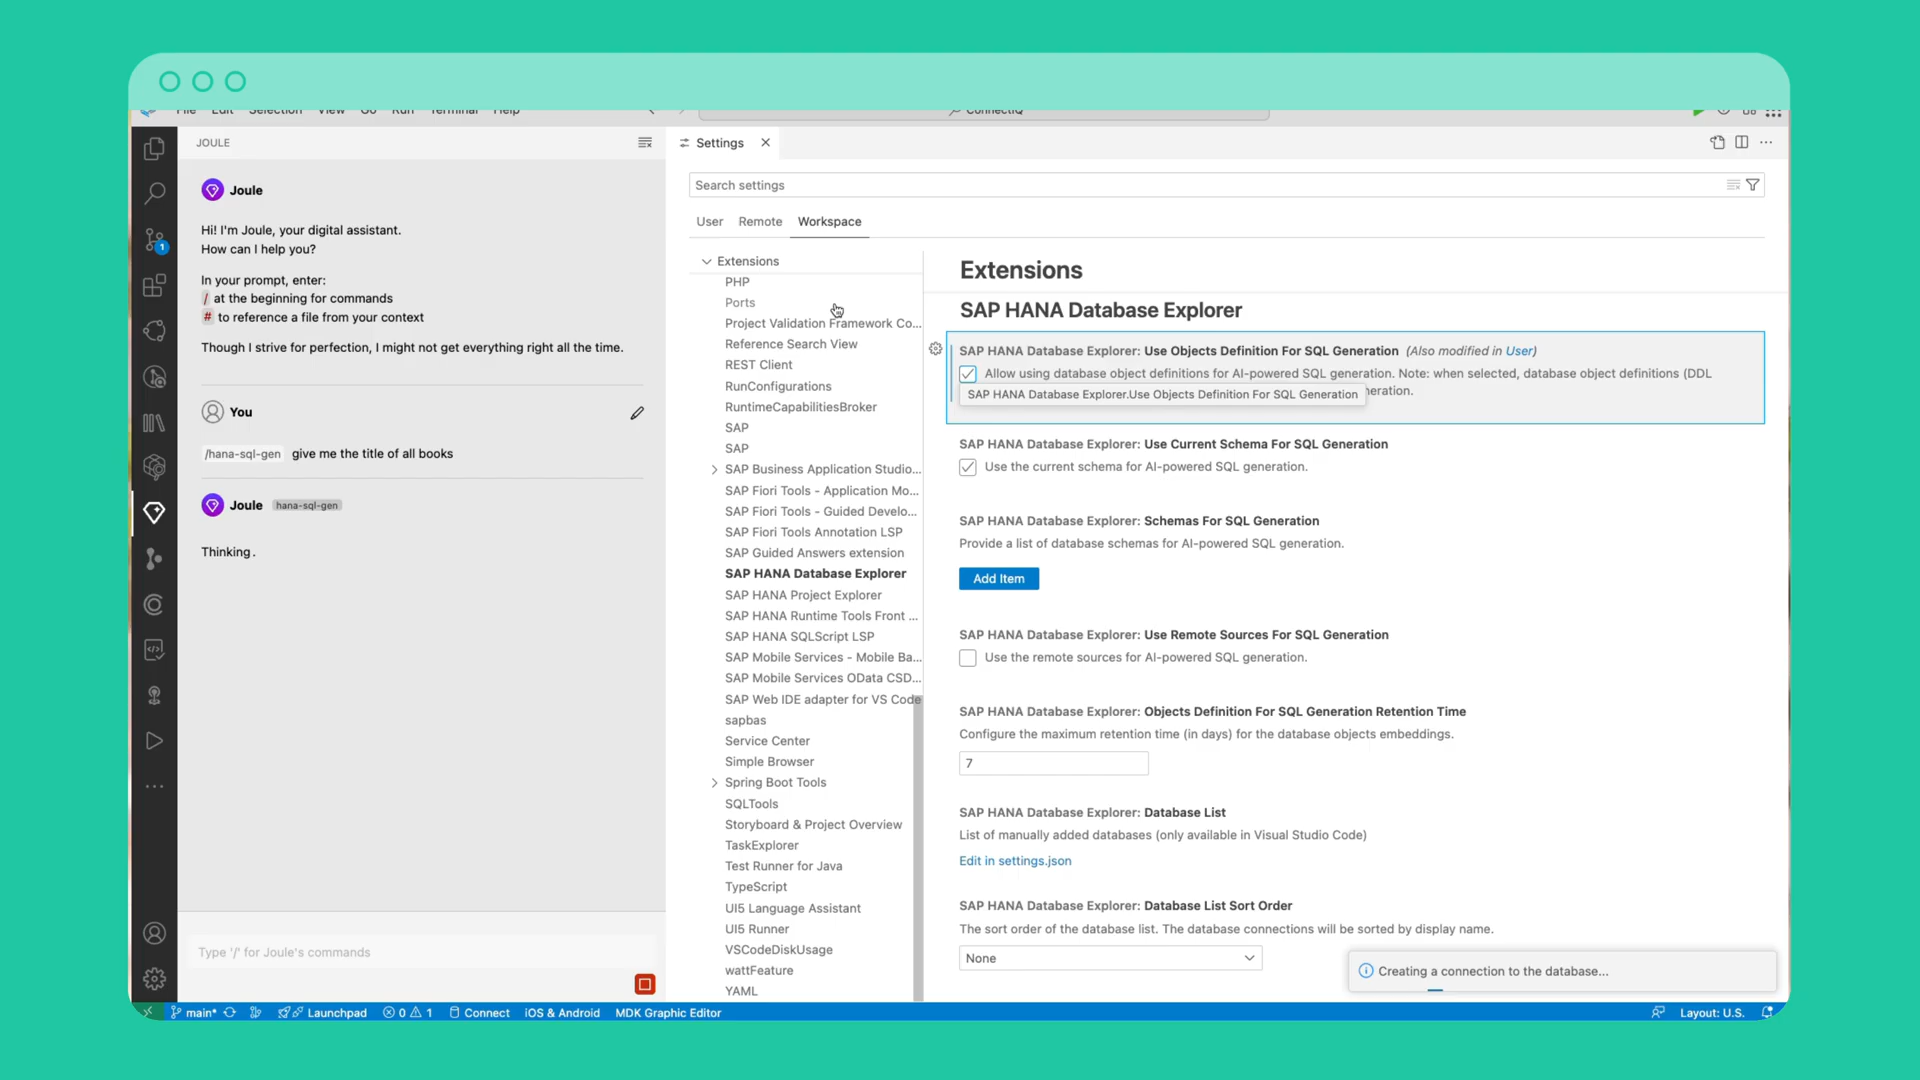 File Edit Selection View Go Run Terminal Help
ConnectIQ
JOULE
Settings
Joule
Hi! I'm Joule, your digital assistant.
How can I help you?
In your prompt, enter:
/ at the beginning for commands
# to reference a file from your context
Though I strive for perfection, I might not get everything right all the time.
You
/hana-sql-gen give me the title of all books
Joule hana-sql-gen
Thinking.
Type '/' for Joule's commands
Search settings
User Remote Workspace
Extensions
PHP
Ports
Project Validation Framework Co...
Reference Search View
REST Client
RunConfigurations
RuntimeCapabilitiesBroker
SAP
SAP
SAP Business Application Studio...
SAP Fiori Tools - Application Mo...
SAP Fiori Tools - Guided Develo...
SAP Fiori Tools Annotation LSP
SAP Guided Answers extension
SAP HANA Database Explorer
SAP HANA Project Explorer
SAP HANA Runtime Tools Front ...
SAP HANA SQLScript LSP
SAP Mobile Services - Mobile Ba...
SAP Mobile Services OData CSD...
SAP Web IDE adapter for VS Code
sapbas
Service Center
Simple Browser
Spring Boot Tools
SQLTools
Storyboard & Project Overview
TaskExplorer
Test Runner for Java
TypeScript
UI5 Language Assistant
UI5 Runner
VSCodeDiskUsage
wattFeature
YAML
Extensions
SAP HANA Database Explorer
SAP HANA Database Explorer: Use Objects Definition For SQL Generation (Also modified in User)
Allow using database object definitions for AI-powered SQL generation. Note: when selected, database object definitions (DDL
SAP HANA Database Explorer.Use Objects Definition For SQL Generation
SAP HANA Database Explorer: Use Current Schema For SQL Generation
Use the current schema for AI-powered SQL generation.
SAP HANA Database Explorer: Schemas For SQL Generation
Provide a list of database schemas for AI-powered SQL generation.
Add Item
SAP HANA Database Explorer: Use Remote Sources For SQL Generation
Use the remote sources for AI-powered SQL generation.
SAP HANA Database Explorer: Objects Definition For SQL Generation Retention Time
Configure the maximum retention time (in days) for the database objects embeddings.
7
SAP HANA Database Explorer: Database List
List of manually added databases (only available in Visual Studio Code)
Edit in settings.json
SAP HANA Database Explorer: Database List Sort Order
The sort order of the database list. The database connections will be sorted by display name.
None
Creating a connection to the database...
1
main* Launchpad 0 1 Connect iOS & Android MDK Graphic Editor Layout: U.S.